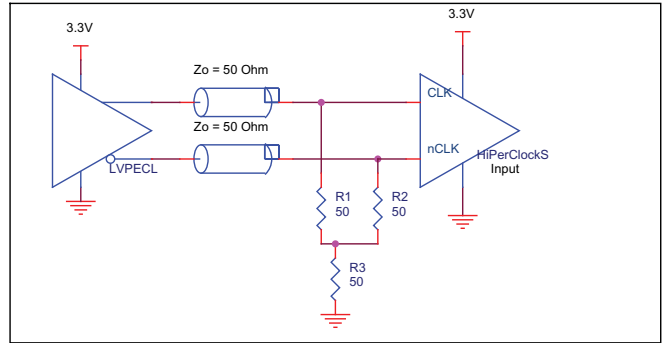 3.3V
3.3V
Zo = 50 Ohm
CLK
Zo = 50 Ohm
nCLK
LVPECL
HiPerClockS
Input
R1
50
R2
50
R3
50